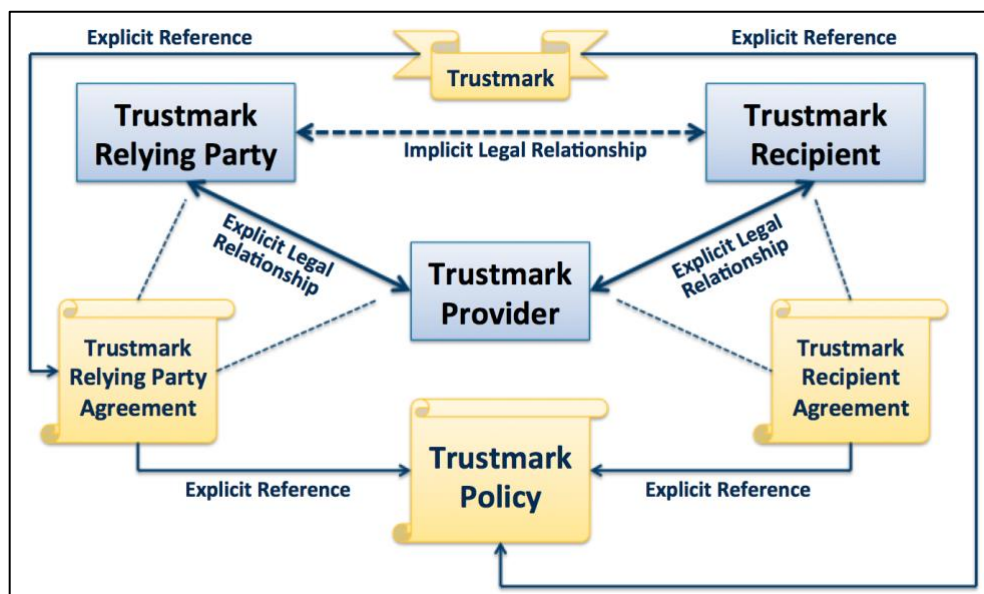 Explicit Reference
Explicit Reference
Trustmark
Trustmark
Relying Party
Implicit Legal Relationship
Trustmark
Recipient
Explicit Legal
Relationship
Explicit Legal
Relationship
Trustmark
Provider
Trustmark
Relying Party
Agreement
Trustmark
Recipient
Agreement
Trustmark
Policy
Explicit Reference
Explicit Reference